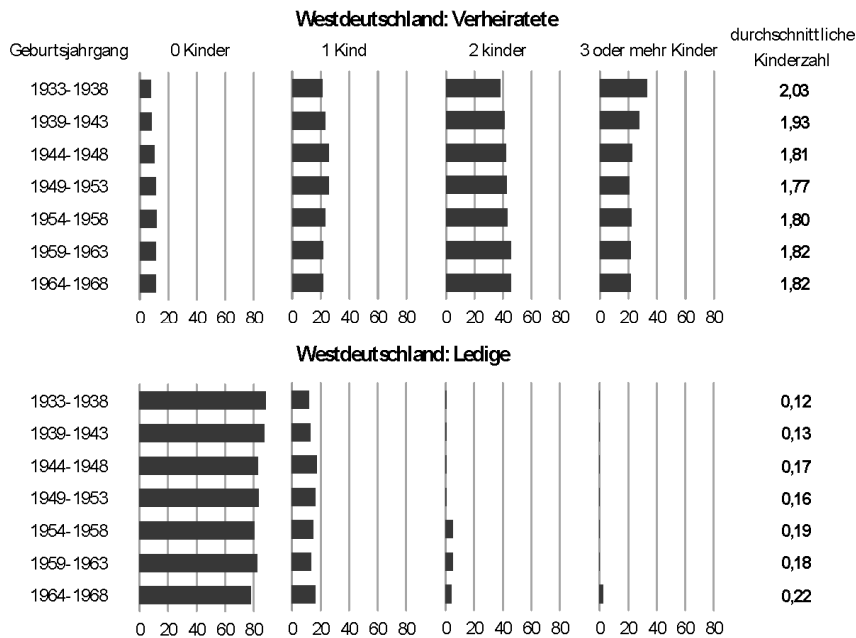 Westdeutschland: Verheiratete
Geburtsjahrgang 0 Kinder 1 Kind 2 kinder 3 oder mehr Kinder durchschnittliche Kinderzahl
1933-1938 2,03
1939-1943 1,93
1944-1948 1,81
1949-1953 1,77
1954-1958 1,80
1959-1963 1,82
1964-1968 1,82
0 20 40 60 80 0 20 40 60 80 0 20 40 60 80 0 20 40 60 80
Westdeutschland: Ledige
1933-1938 0,12
1939-1943 0,13
1944-1948 0,17
1949-1953 0,16
1954-1958 0,19
1959-1963 0,18
1964-1968 0,22
0 20 40 60 80 0 20 40 60 80 0 20 40 60 80 0 20 40 60 80